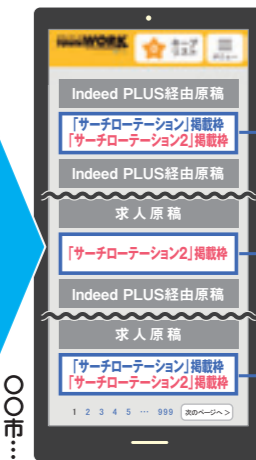 WORK
キープ
リスト
メニュー
Indeed PLUS経由原稿
「サーチローテーション」掲載枠
「サーチローテーション2」掲載枠
Indeed PLUS経由原稿
求人原稿
「サーチローテーション2」掲載枠
Indeed PLUS経由原稿
求人原稿
「サーチローテーション」掲載枠
「サーチローテーション2」掲載枠
1 2 3 4 5 … 999 次のページへ >
〇〇市…